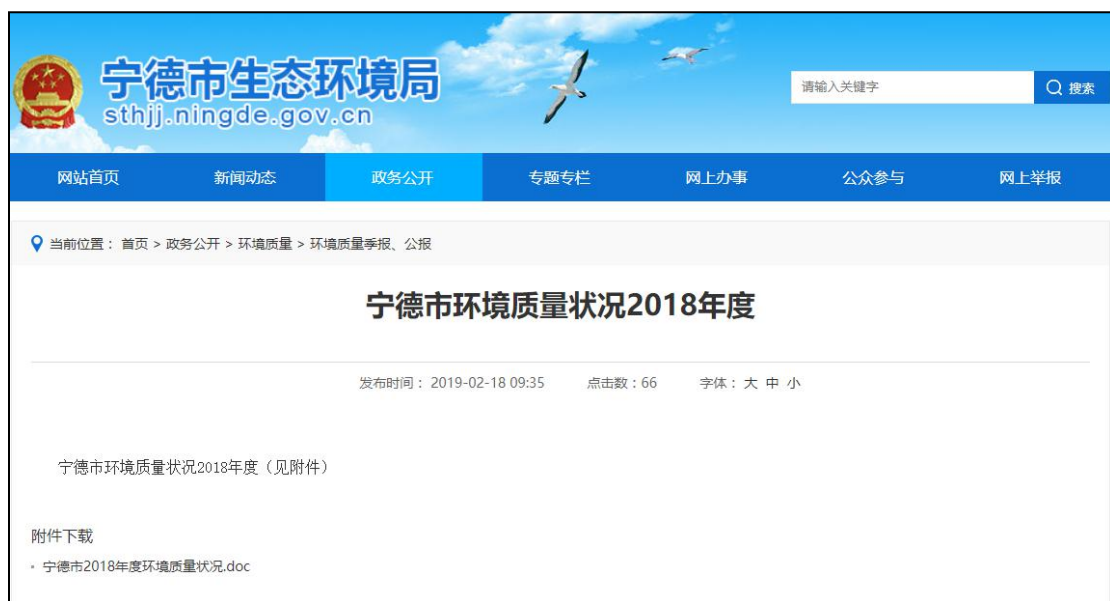 宁德市生态环境局
sthjj.ningde.gov.cn
请输入关键字
搜索
网站首页 新闻动态 政务公开 专题专栏 网上办事 公众参与 网上举报
当前位置： 首页 > 政务公开 > 环境质量 > 环境质量季报、公报
宁德市环境质量状况2018年度
发布时间： 2019-02-18 09:35 点击数：66 字体： 大 中 小
宁德市环境质量状况2018年度（见附件）
附件下载
宁德市2018年度环境质量状况.doc